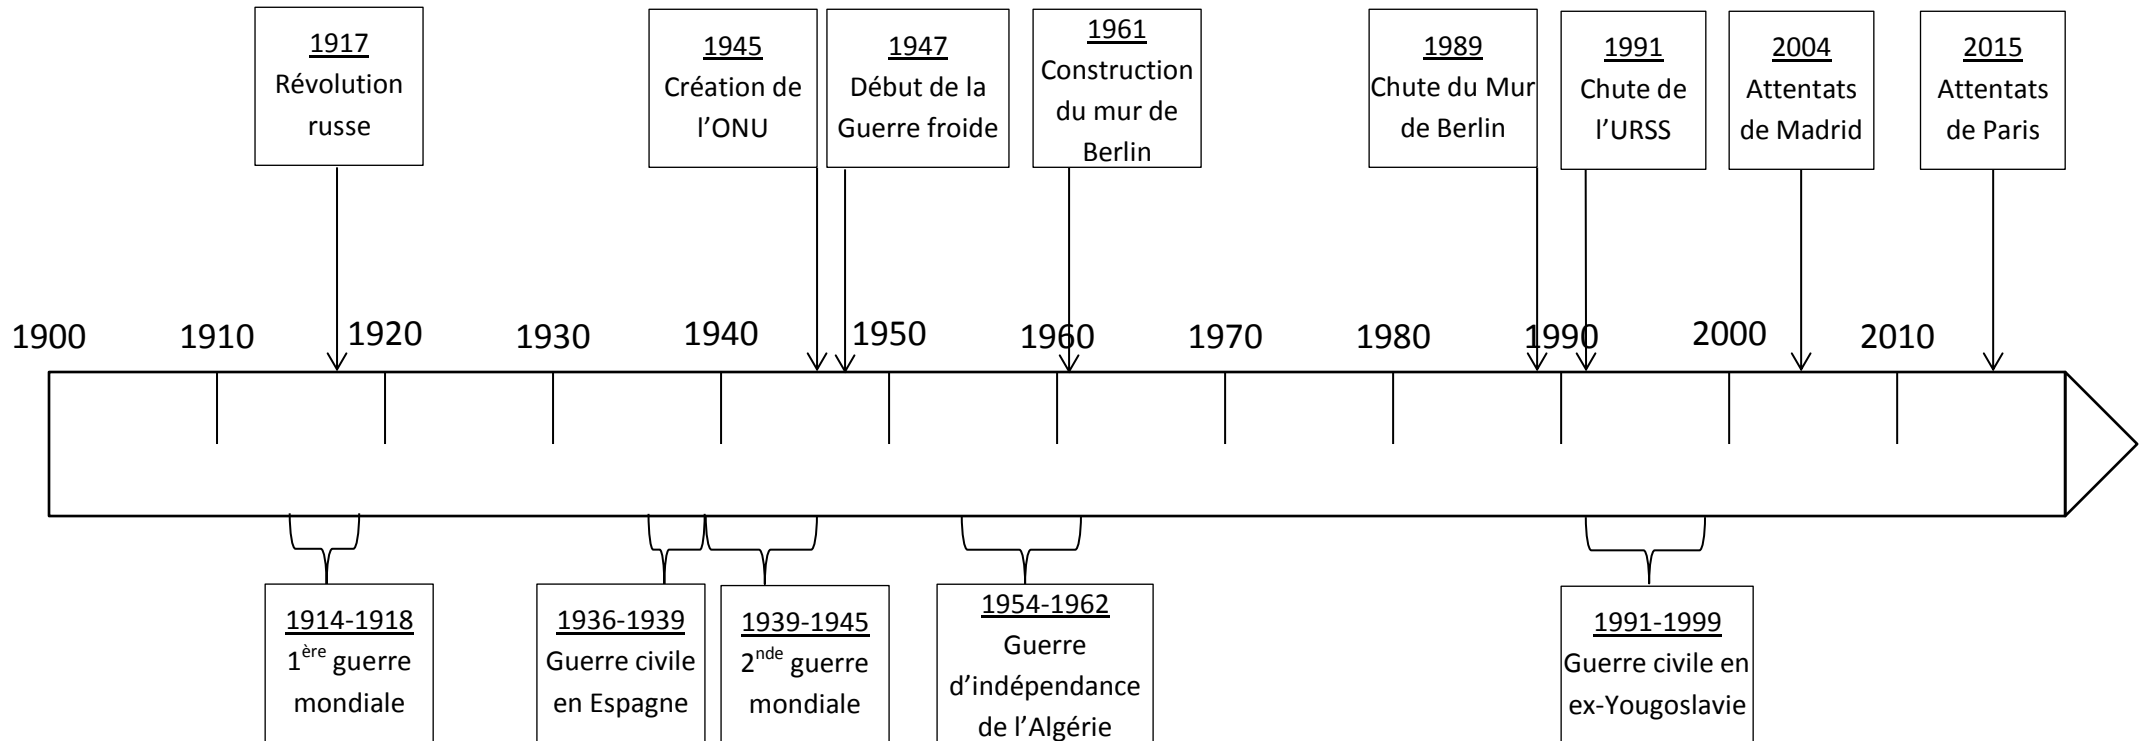 1917
Révolution
russe
1945
Création de
l’ONU
1947
Début de la
Guerre froide
1961
Construction
du mur de
Berlin
1989
Chute du Mur
de Berlin
1991
Chute de
l’URSS
2004
Attentats
de Madrid
2015
Attentats
de Paris
1900 1910 1920 1930 1940 1950 1960 1970 1980 1990 2000 2010
1914-1918
1ère guerre
mondiale
1936-1939
Guerre civile
en Espagne
1939-1945
2nde guerre
mondiale
1954-1962
Guerre
d’indépendance
de l’Algérie
1991-1999
Guerre civile en
ex-Yougoslavie